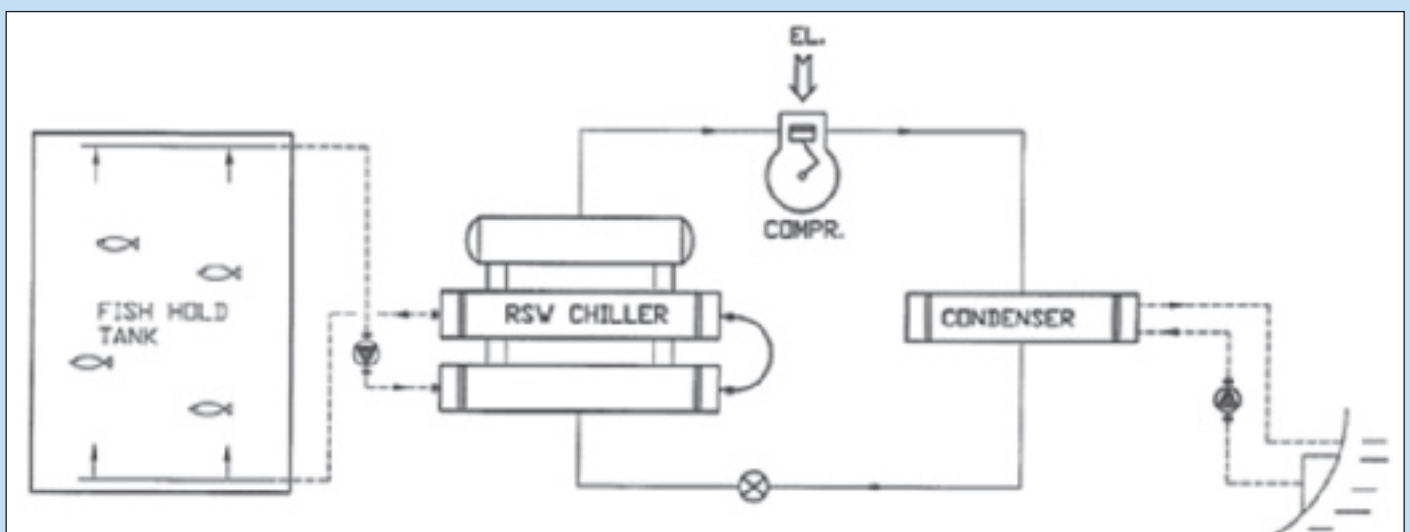 EL.
COMPR.
FISH HOLD
TANK
RSW CHILLER
CONDENSER